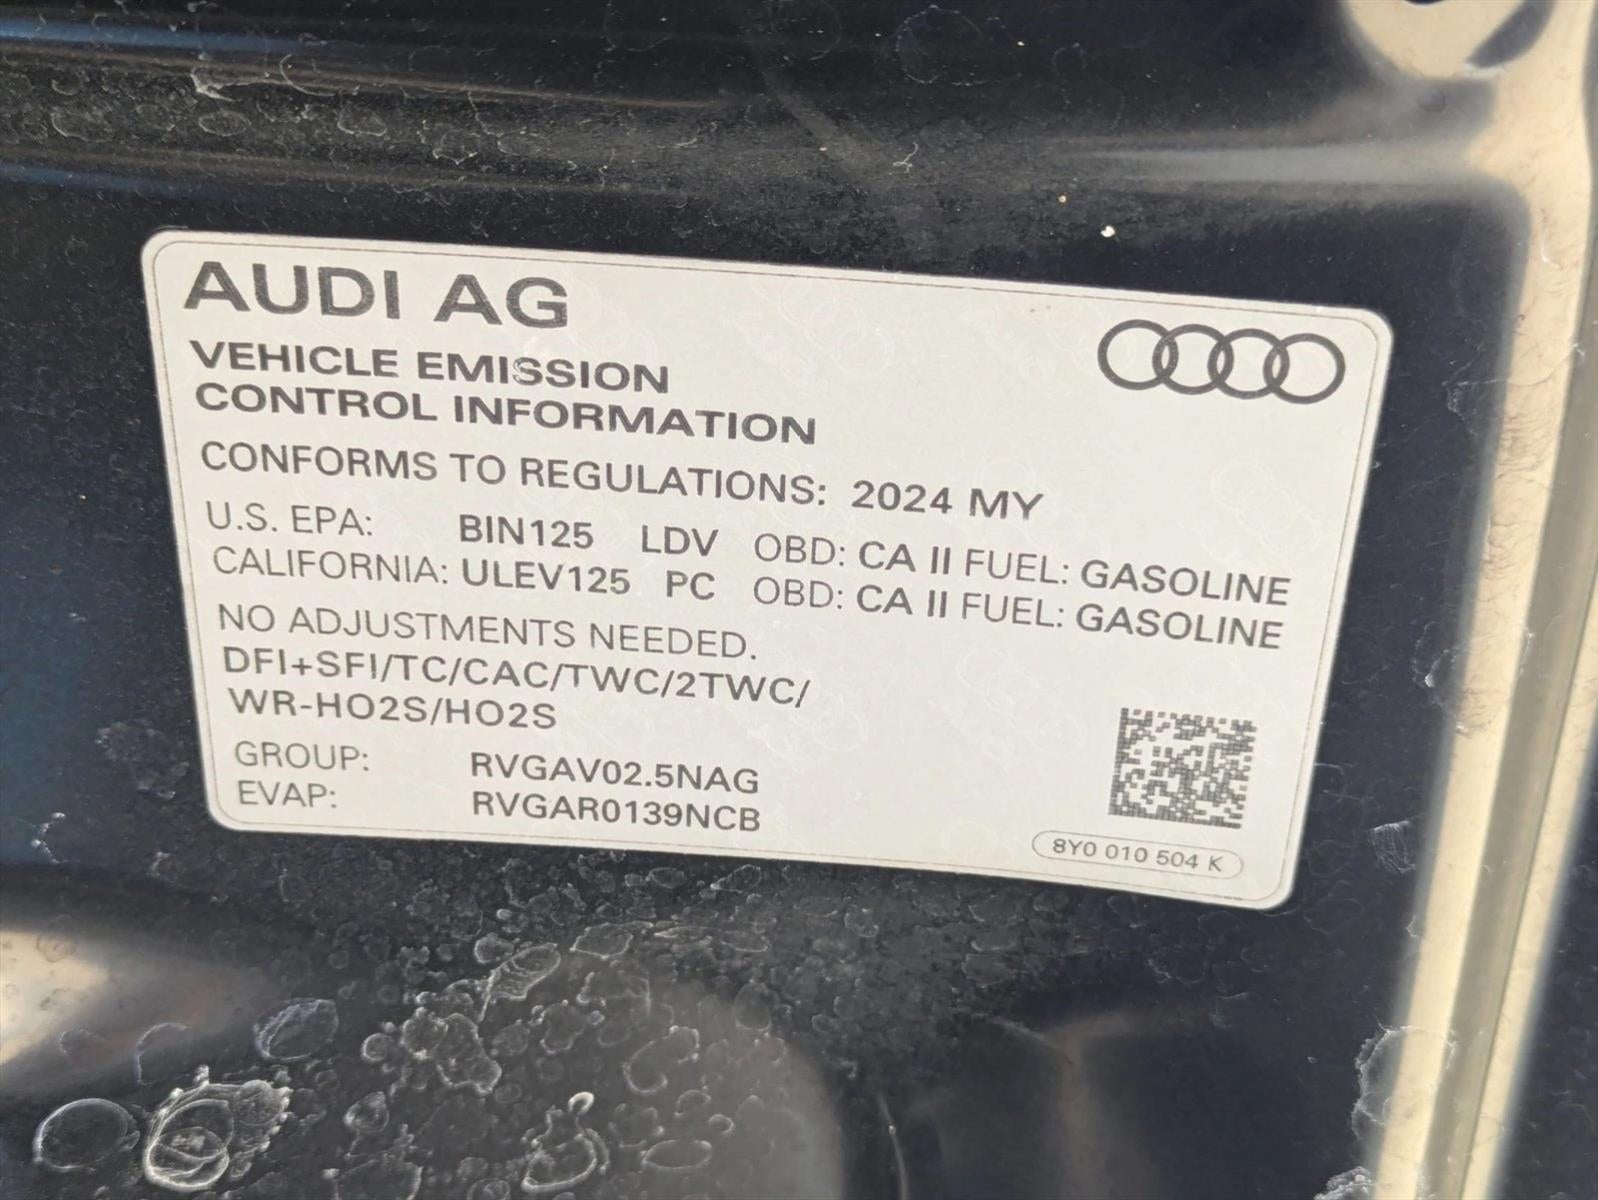 AUDI AG
VEHICLE EMISSION
CONTROL INFORMATION
CONFORMS TO REGULATIONS: 2024 MY
U.S. EPA: BIN125 LDV OBD: CA II FUEL: GASOLINE
CALIFORNIA: ULEV125 PC OBD: CA II FUEL: GASOLINE
NO ADJUSTMENTS NEEDED.
DFI+SFI/TC/CAC/TWC/2TWC/
WR-HO2S/HO2S
GROUP: RVGAV02.5NAG
EVAP: RVGAR0139NCB
8Y0 010 504 K